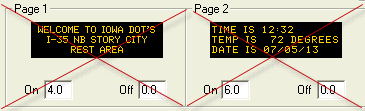 Page 1
WELCOME TO IOWA DOT'S
I-35 NB STORY CITY
REST AREA
On 4.0 Off 0.0
Page 2
TIME IS 12:32
TEMP IS 72 DEGREES
DATE IS 07/05/13
On 6.0 Off 0.0